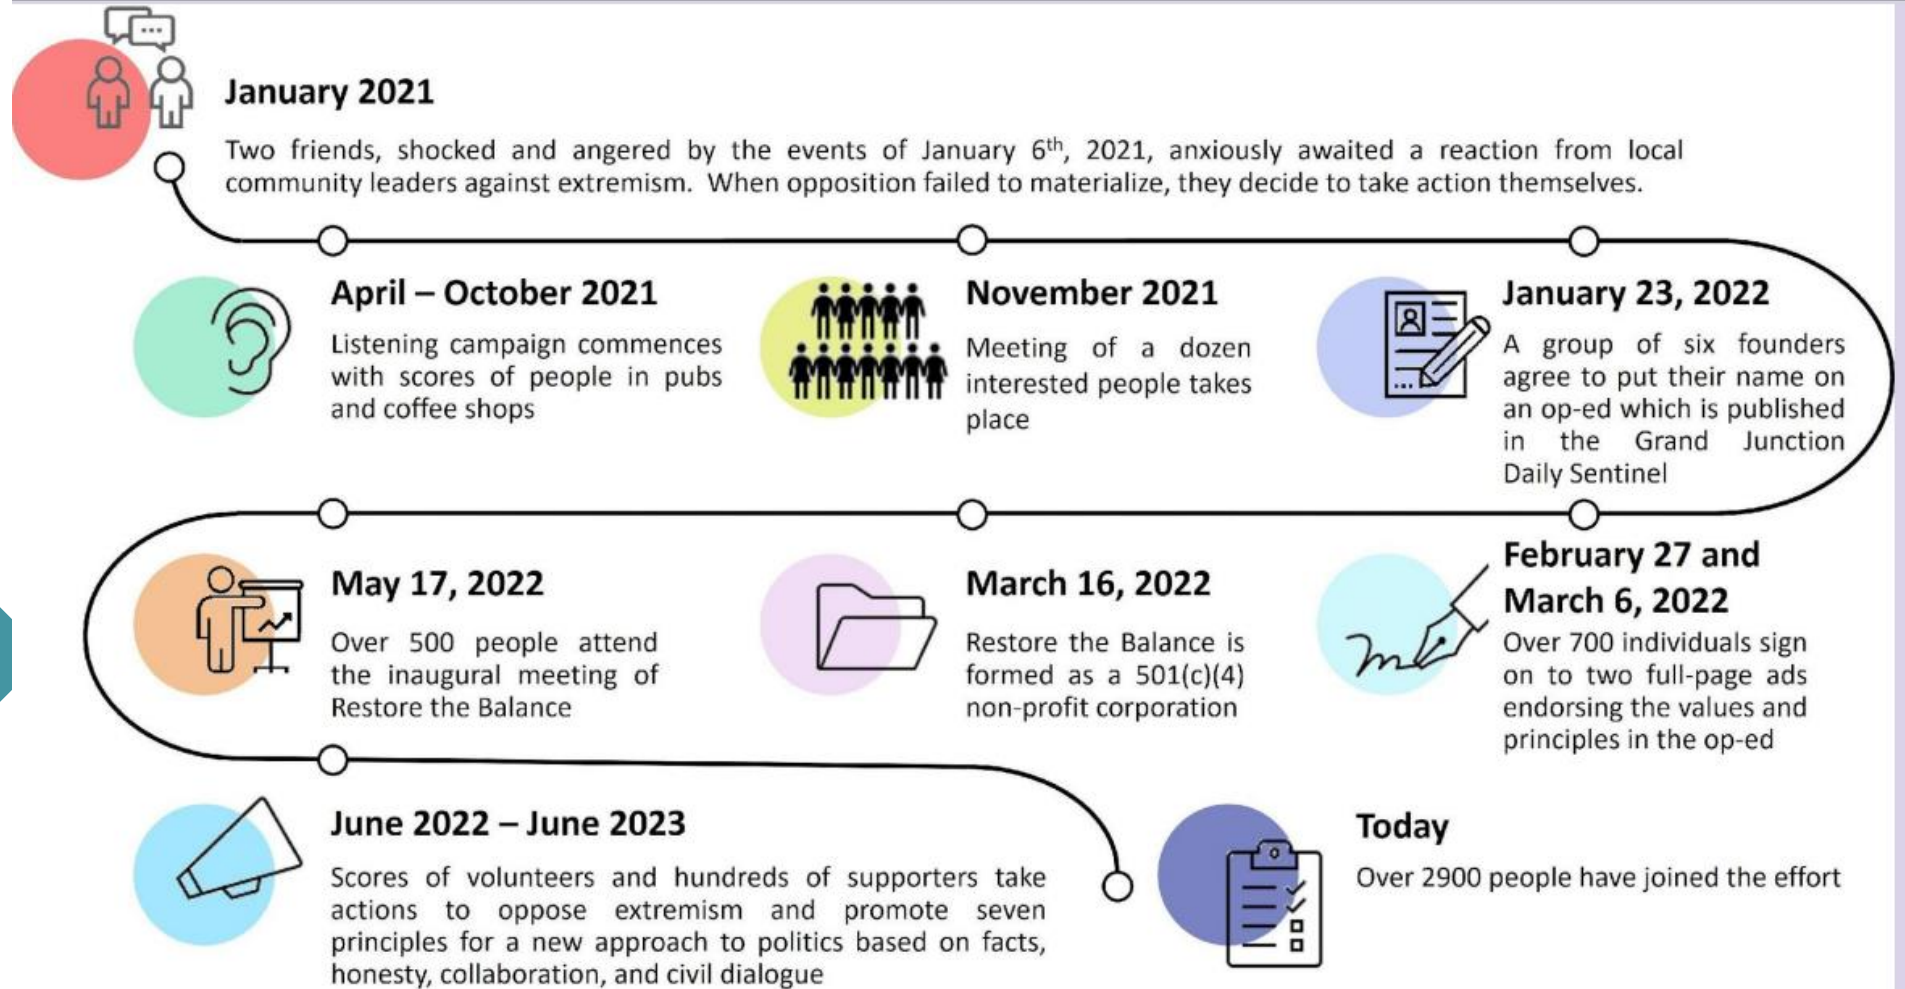 January 2021
Two friends, shocked and angered by the events of January 6th, 2021, anxiously awaited a reaction from local
community leaders against extremism. When opposition failed to materialize, they decide to take action themselves.
April – October 2021
Listening campaign commences
with scores of people in pubs
and coffee shops
November 2021
Meeting of a dozen
interested people takes
place
January 23, 2022
A group of six founders
agree to put their name on
an op-ed which is published
in the Grand Junction
Daily Sentinel
February 27 and
March 6, 2022
Over 700 individuals sign
on to two full-page ads
endorsing the values and
principles in the op-ed
March 16, 2022
Restore the Balance is
formed as a 501(c)(4)
non-profit corporation
May 17, 2022
Over 500 people attend
the inaugural meeting of
Restore the Balance
June 2022 – June 2023
Scores of volunteers and hundreds of supporters take
actions to oppose extremism and promote seven
principles for a new approach to politics based on facts,
honesty, collaboration, and civil dialogue
Today
Over 2900 people have joined the effort